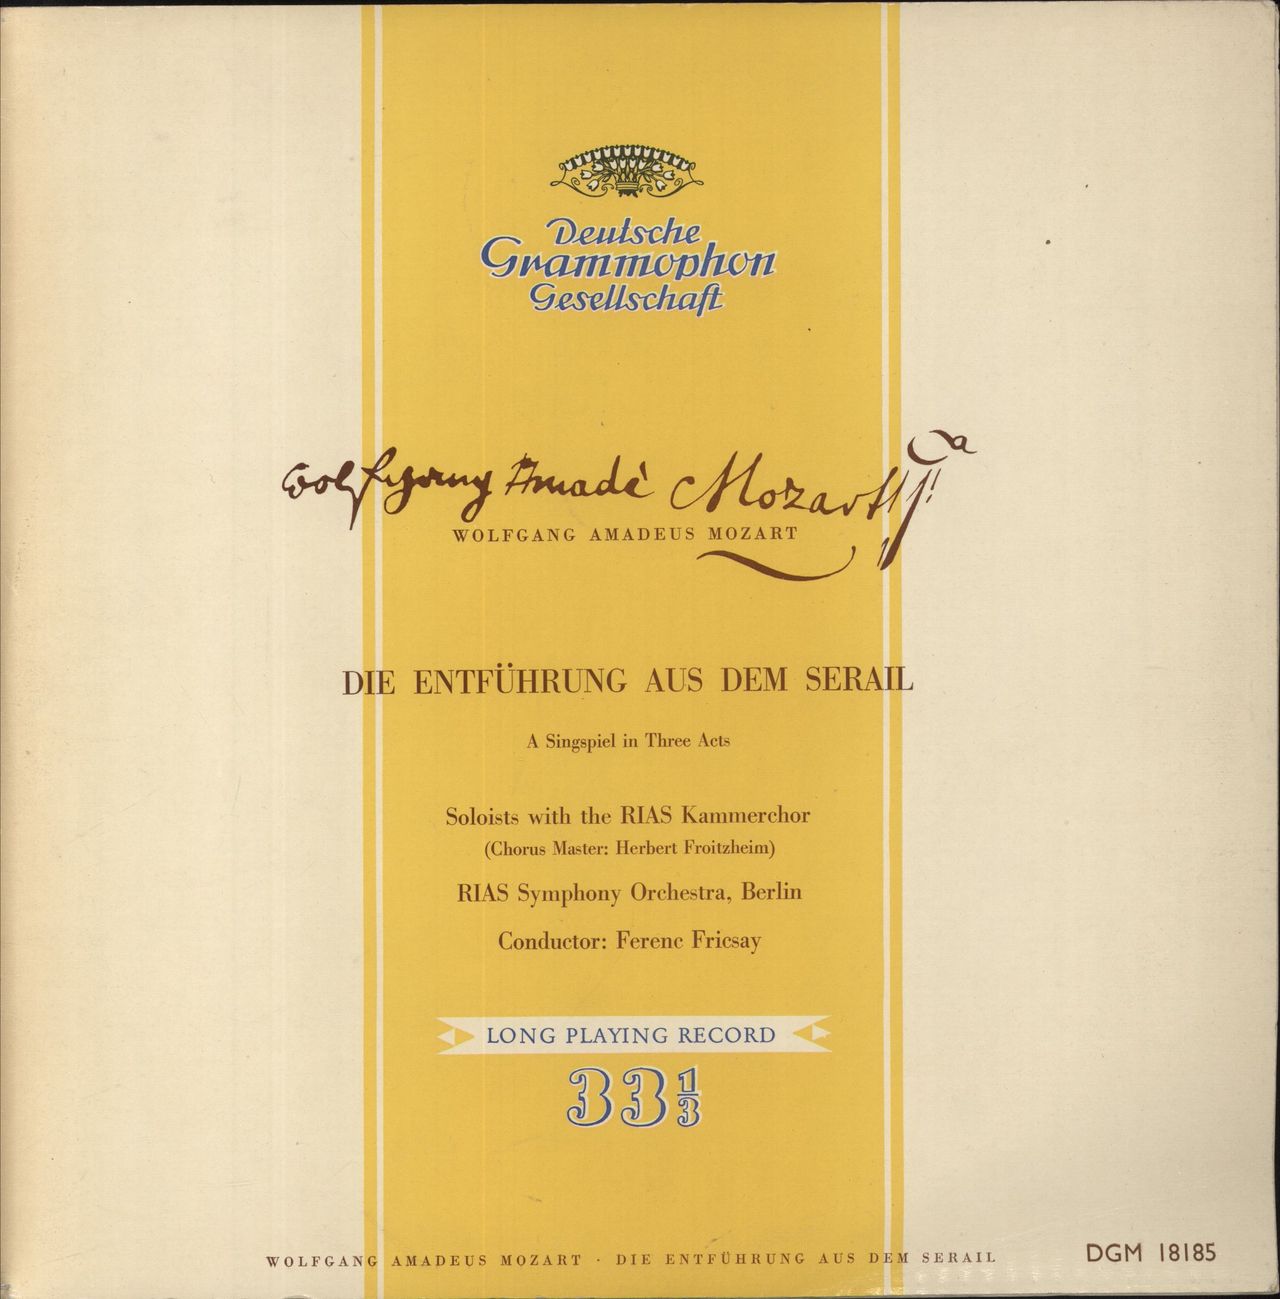 Deutsche
Grammophon
Gesellschaft
Wolfgang Amadè Mozart
WOLFGANG AMADEUS MOZART
DIE ENTFÜHRUNG AUS DEM SERAIL
A Singspiel in Three Acts
Soloists with the RIAS Kammerchor
(Chorus Master: Herbert Froitzheim)
RIAS Symphony Orchestra, Berlin
Conductor: Ferenc Fricsay
LONG PLAYING RECORD
33 1/3
WOLFGANG AMADEUS MOZART · DIE ENTFÜHRUNG AUS DEM SERAIL
DGM 18185